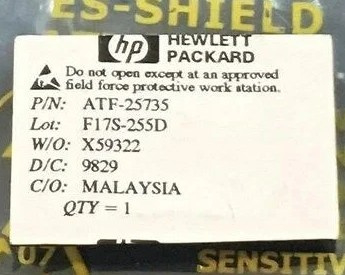 ES-SHIELD
hp HEWLETT
PACKARD
Do not open except at an approved
field force protective work station.
P/N: ATF-25735
Lot: F17S-255D
W/O: X59322
D/C: 9829
C/O: MALAYSIA
QTY = 1
07 SENSITIV